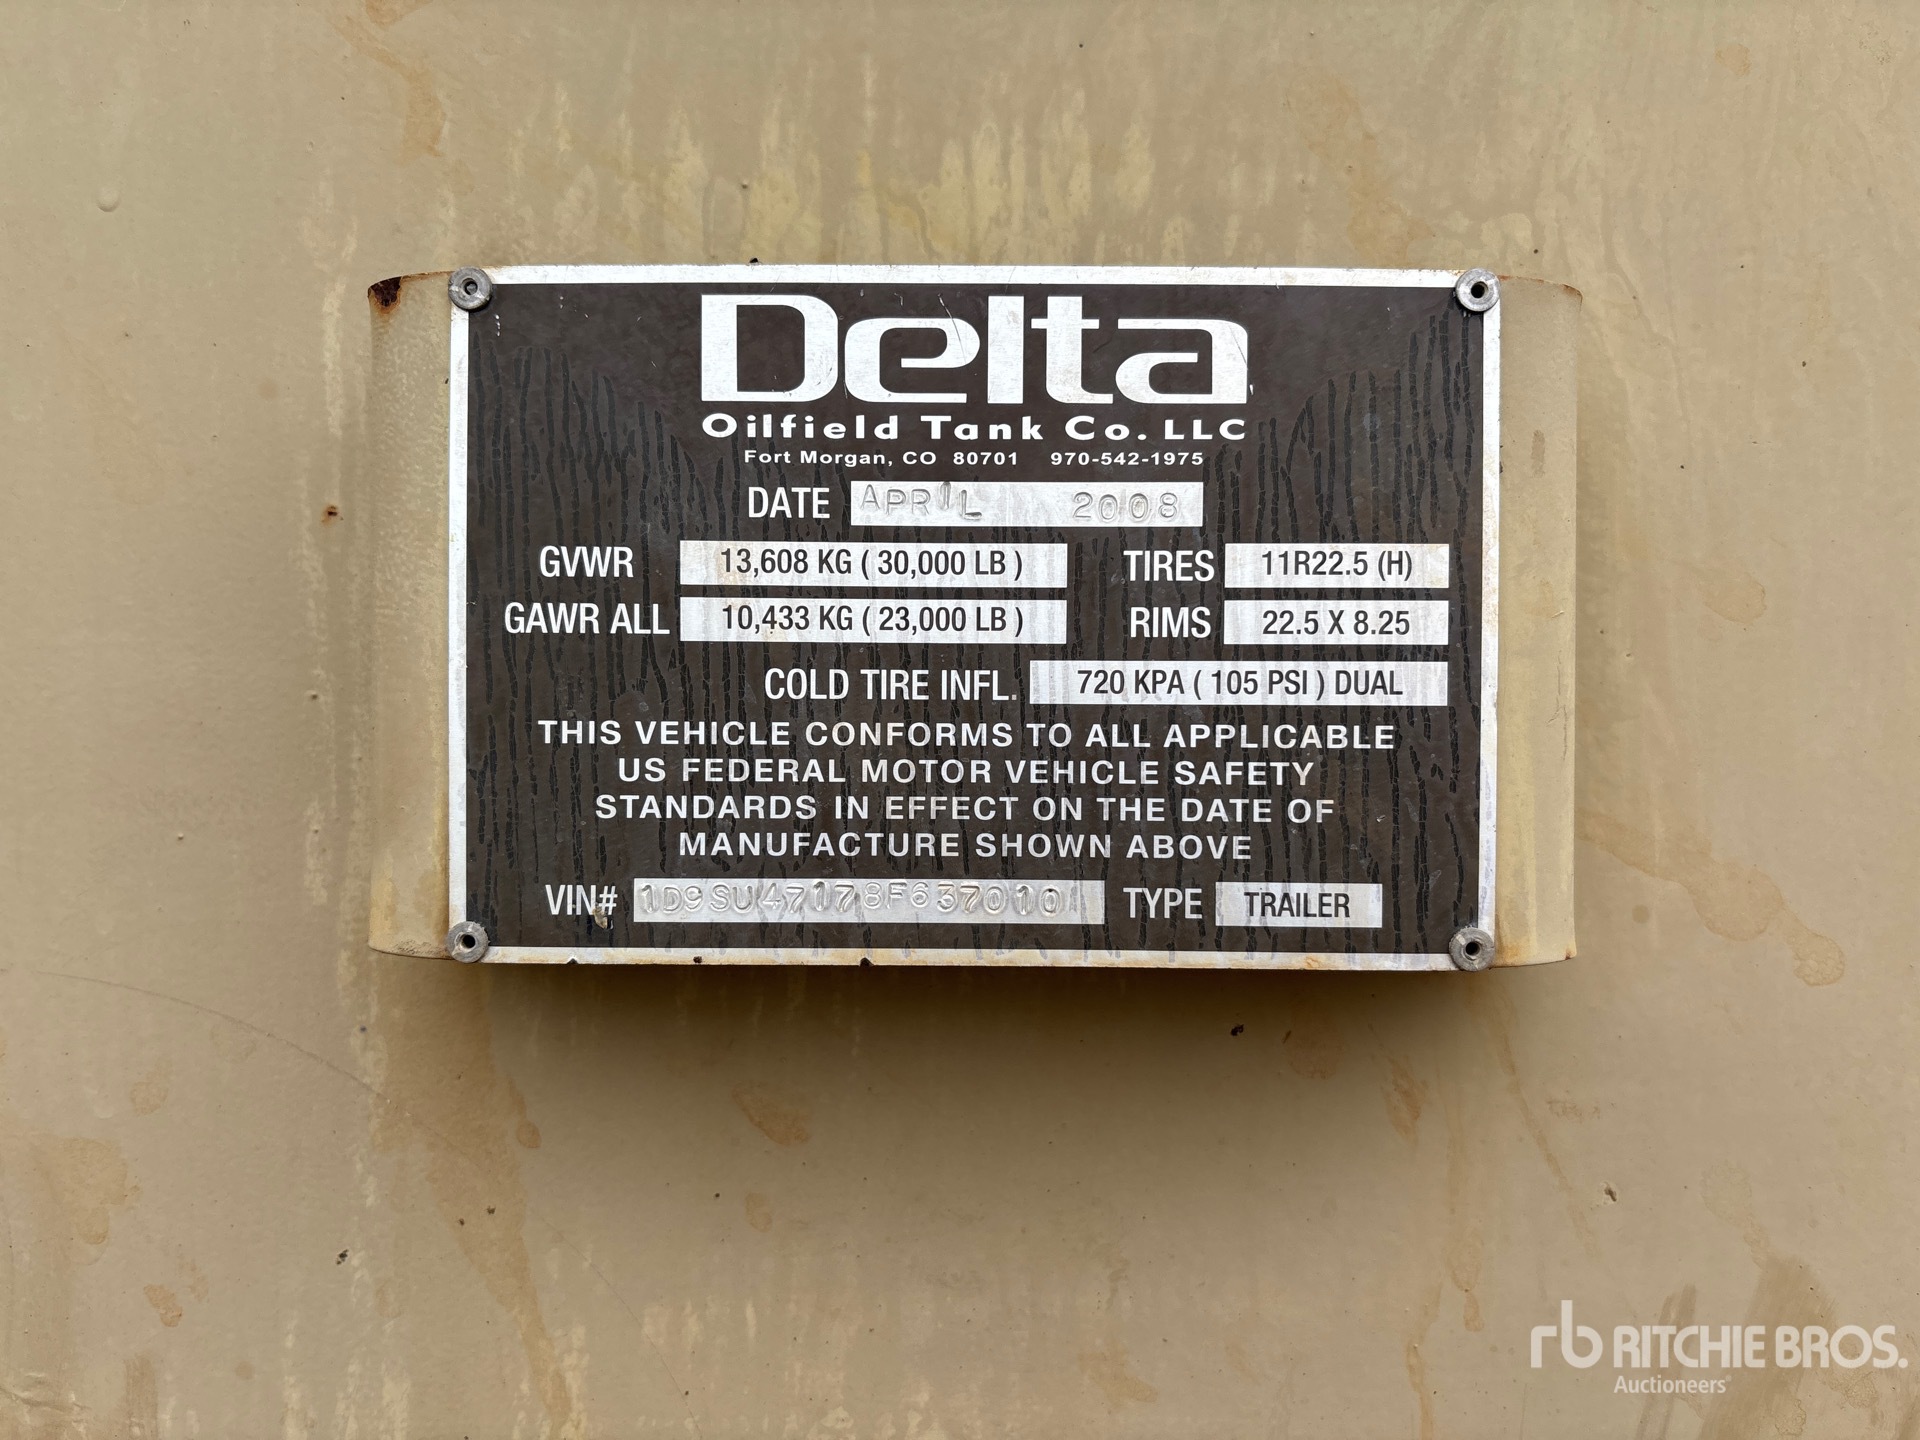 Delta
Oilfield Tank Co. LLC
Fort Morgan, CO 80701 970-542-1975
DATE APRIL 2008
GVWR 13,608 KG ( 30,000 LB ) TIRES 11R22.5 (H)
GAWR ALL 10,433 KG ( 23,000 LB ) RIMS 22.5 X 8.25
COLD TIRE INFL. 720 KPA ( 105 PSI ) DUAL
THIS VEHICLE CONFORMS TO ALL APPLICABLE
US FEDERAL MOTOR VEHICLE SAFETY
STANDARDS IN EFFECT ON THE DATE OF
MANUFACTURE SHOWN ABOVE
VIN# 1D9SU47178F637010 TYPE TRAILER
rb RITCHIE BROS.
Auctioneers